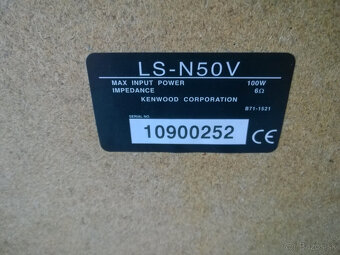 LS-N50V
MAX INPUT POWER 100W
IMPEDANCE 6Ω
KENWOOD CORPORATION
B71-1521
SERIAL NO.
10900252 CE